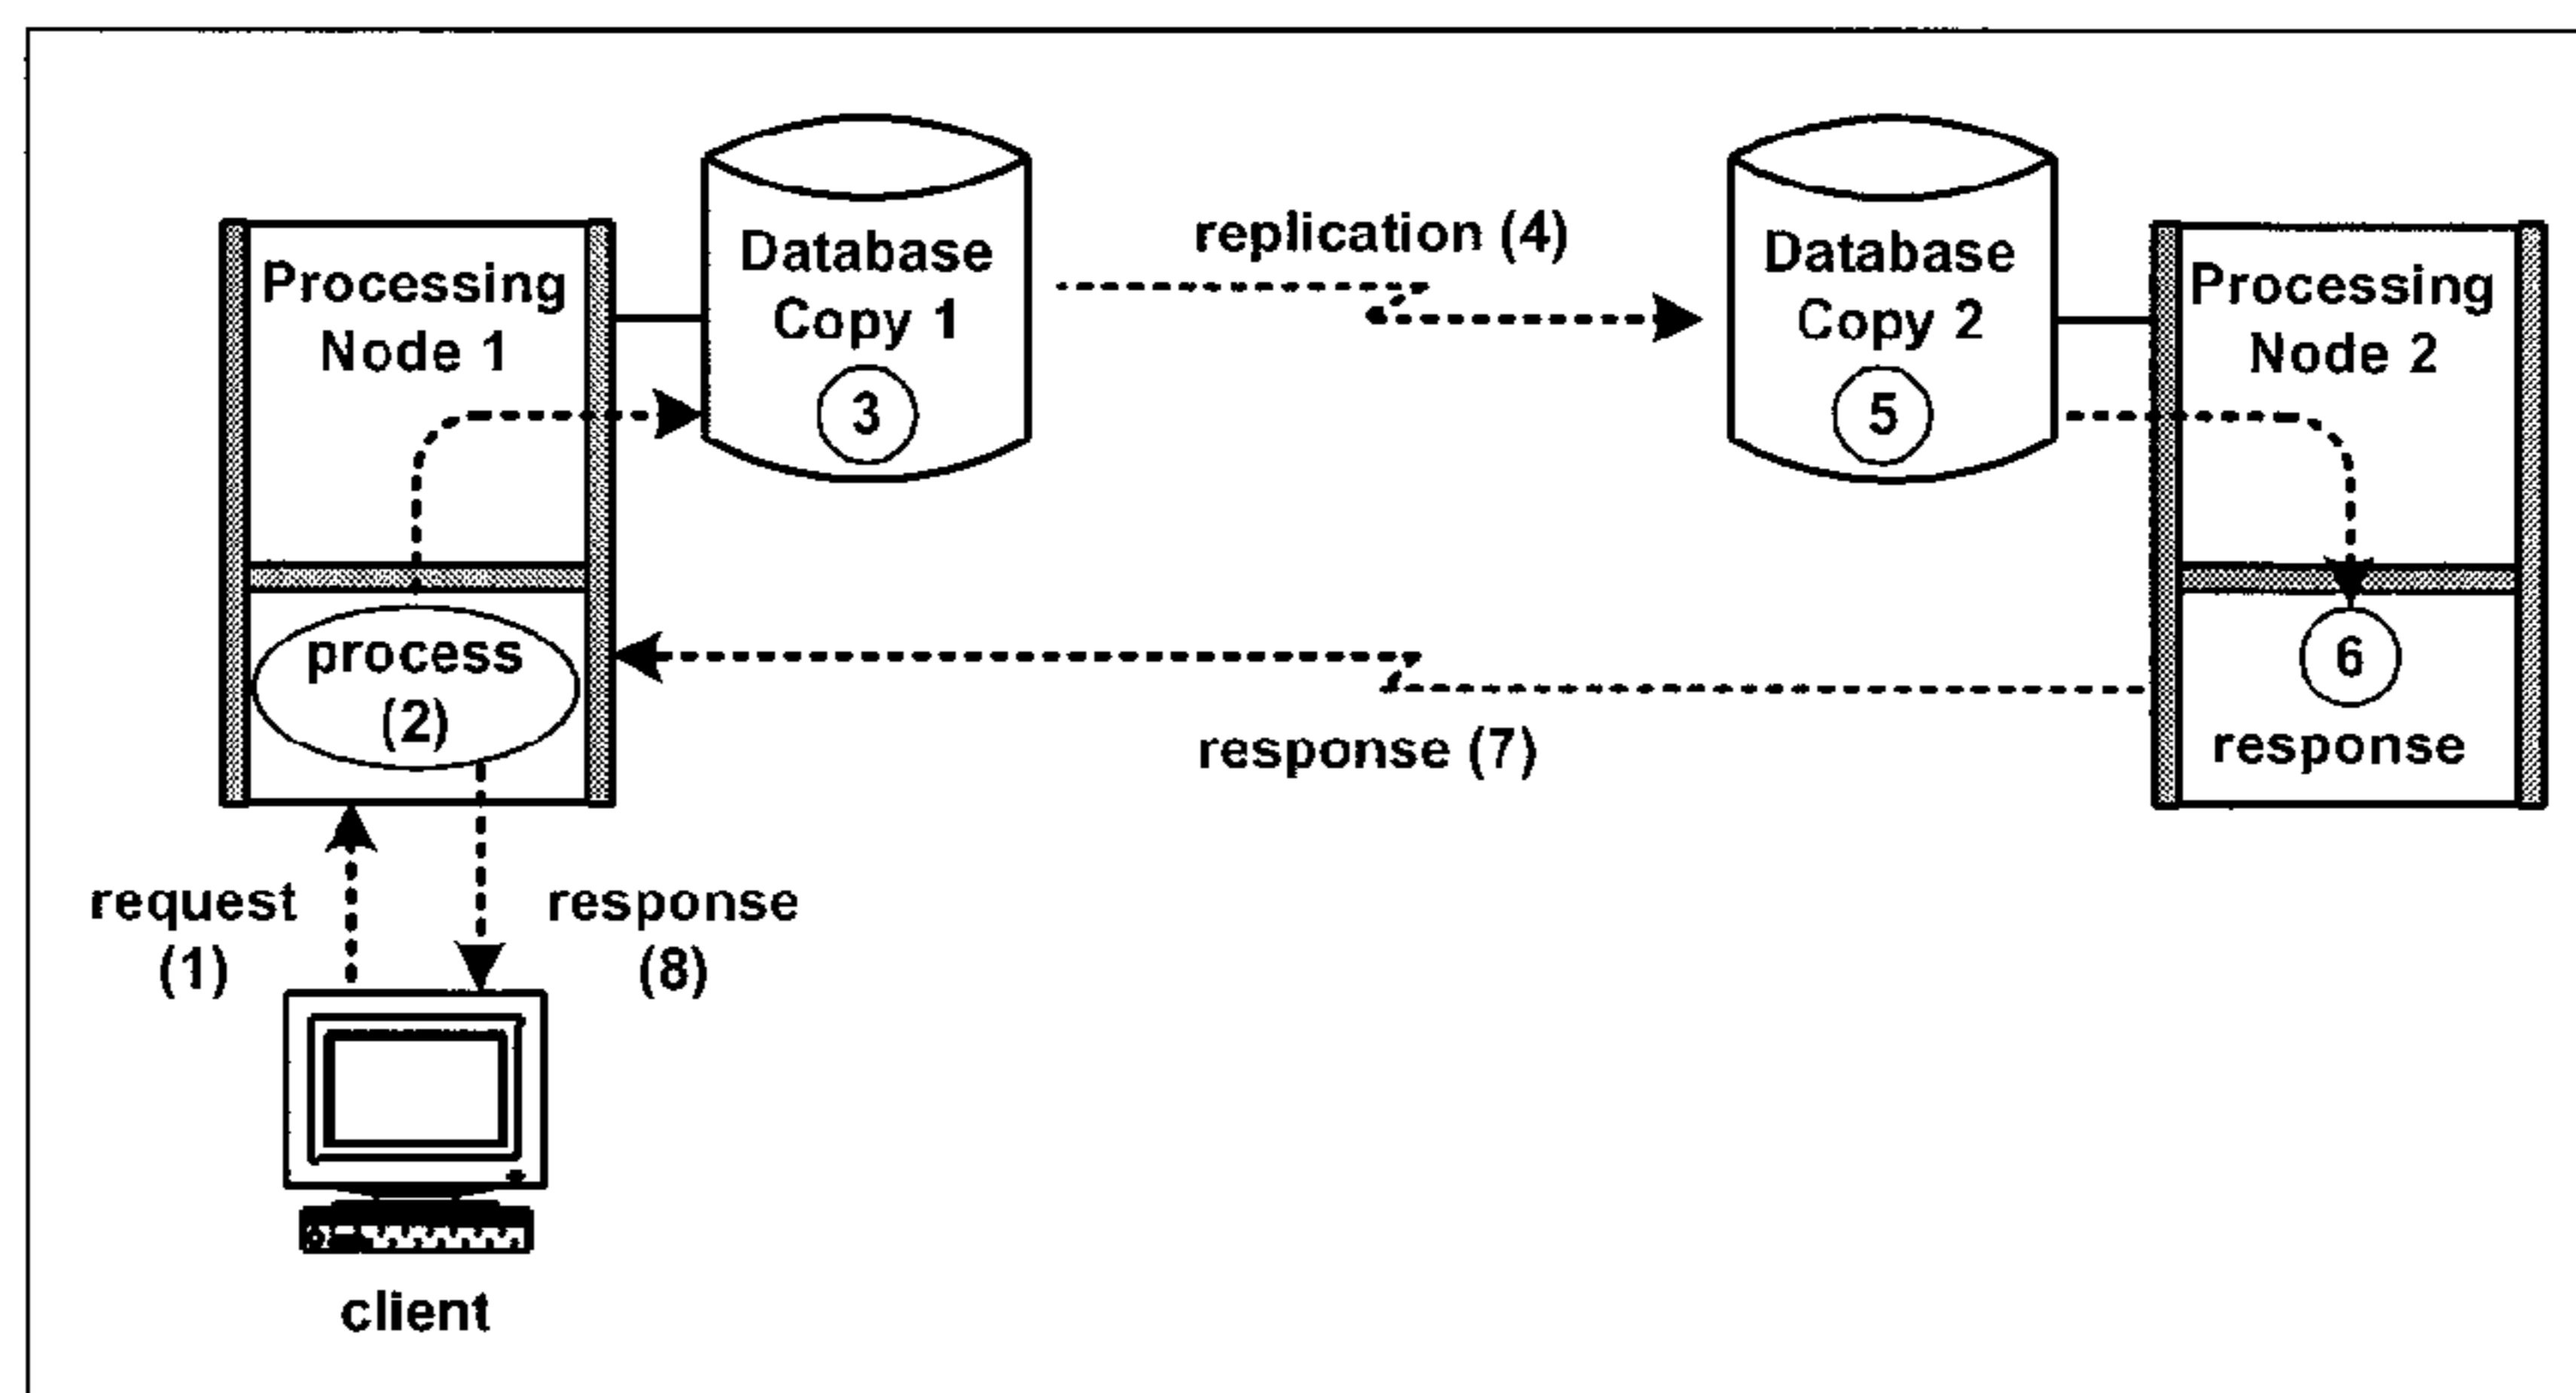 Database
Copy 1
3
replication (4)
Database
Copy 2
5
Processing
Node 1
Processing
Node 2
process
(2)
6
response
response (7)
request
(1)
response
(8)
client